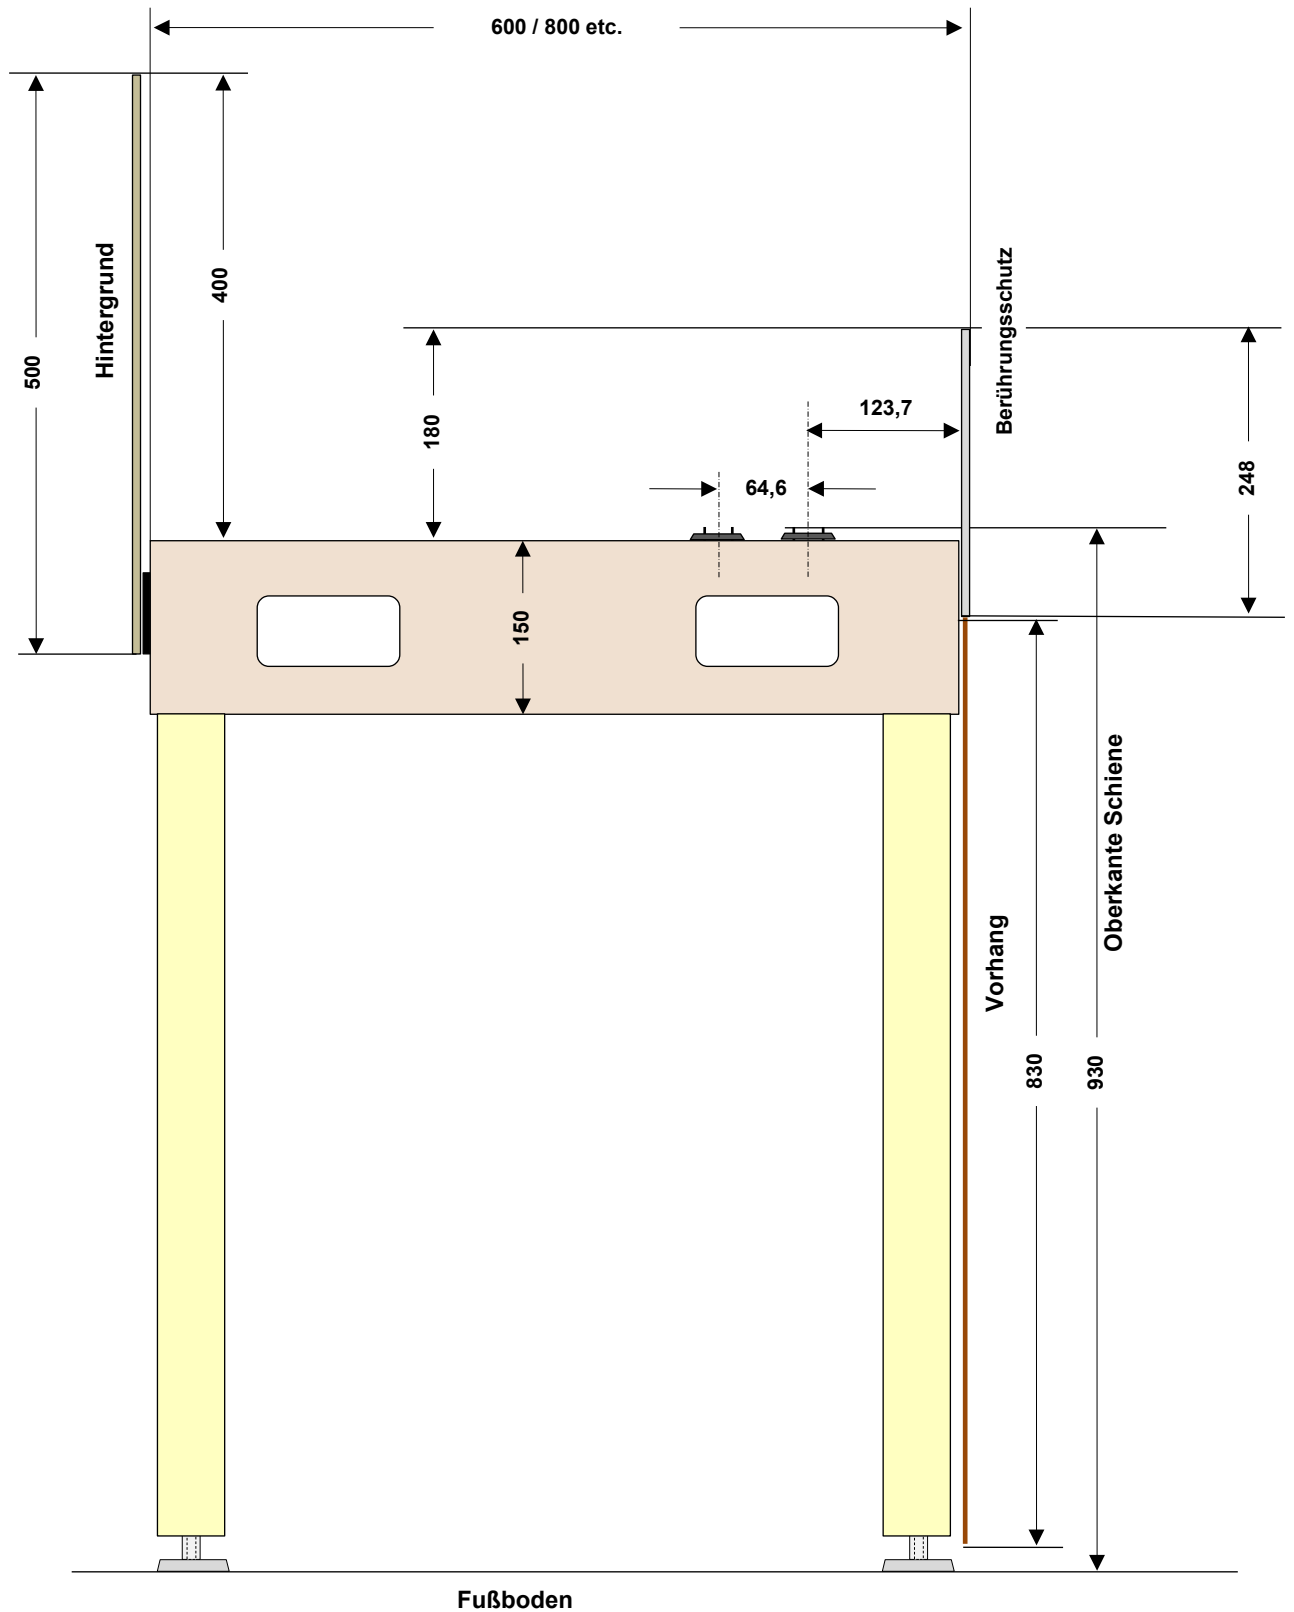 600 / 800 etc.
Hintergrund
400
500
Berührungsschutz
180
123,7
64,6
248
150
Oberkante Schiene
Vorhang
830
930
Fußboden